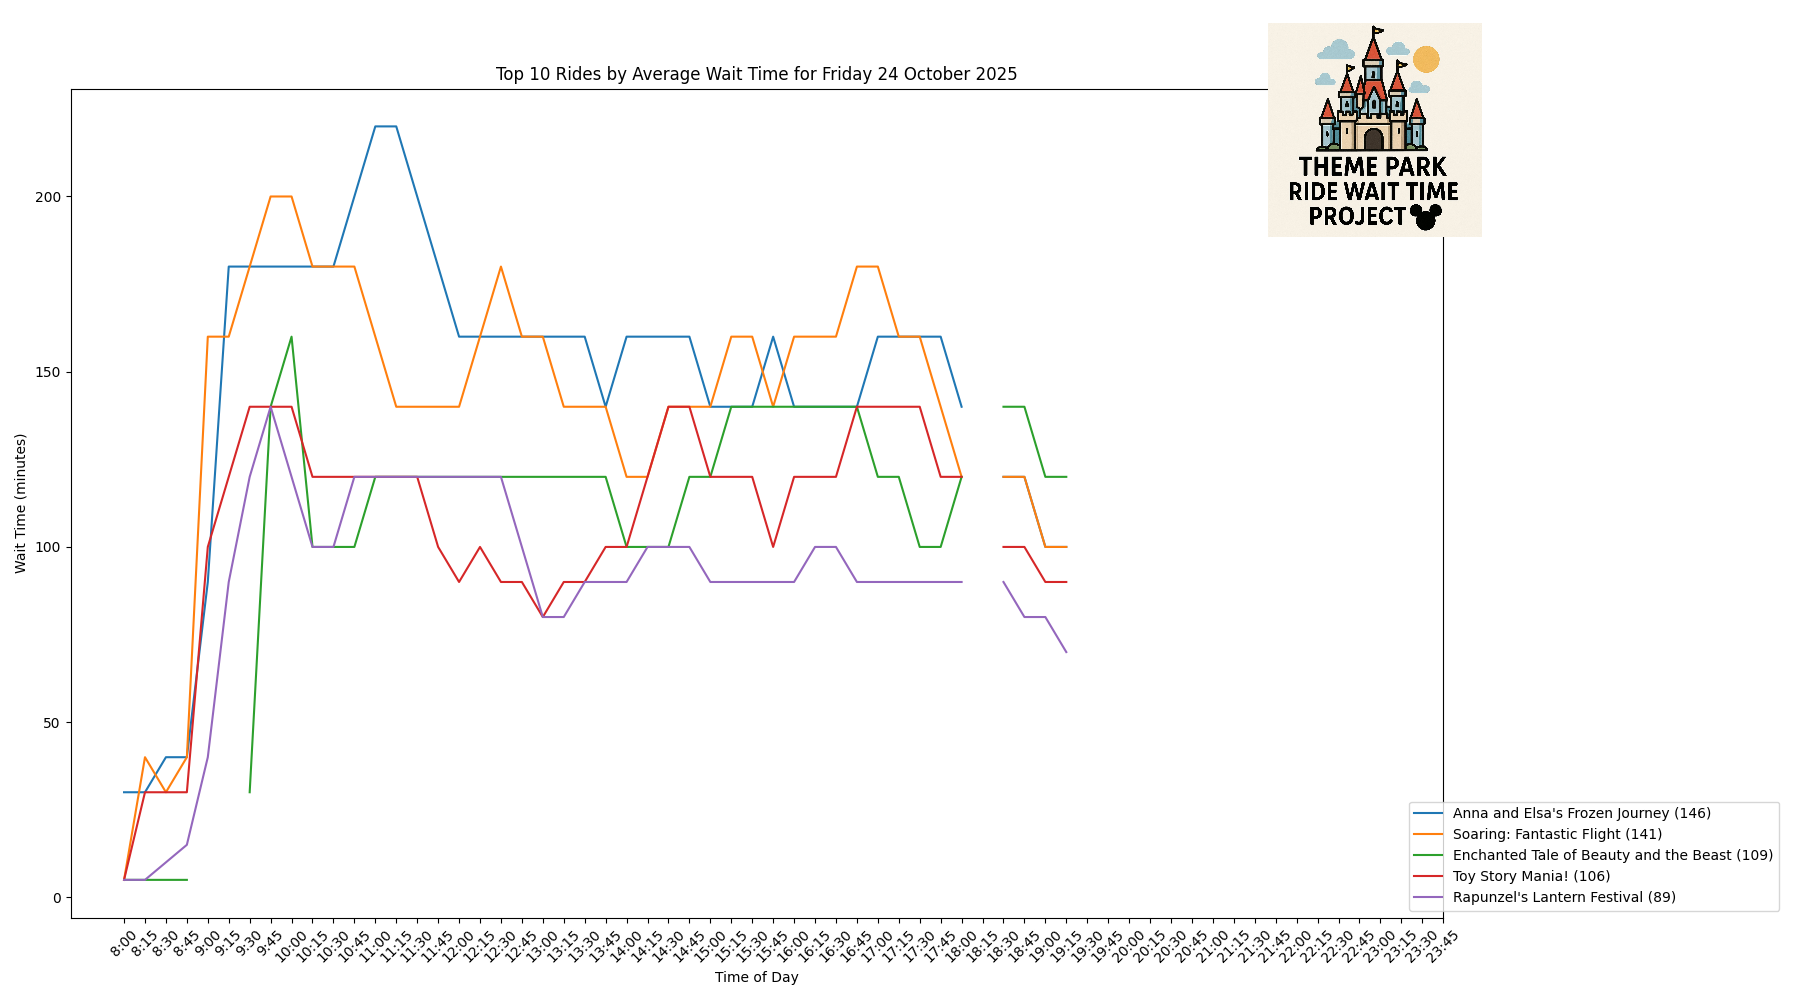 THEME PARK
RIDE WAIT TIME
PROJECT
Top 10 Rides by Average Wait Time for Friday 24 October 2025
Wait Time (minutes)
200
150
100
50
0
Anna and Elsa's Frozen Journey (146)
Soaring: Fantastic Flight (141)
Enchanted Tale of Beauty and the Beast (109)
Toy Story Mania! (106)
Rapunzel's Lantern Festival (89)
8:00 8:15 8:30 8:45 9:00 9:15 9:30 9:45 10:00 10:15 10:30 10:45 11:00 11:15 11:30 11:45 12:00 12:15 12:30 12:45 13:00 13:15 13:30 13:45 14:00 14:15 14:30 14:45 15:00 15:15 15:30 15:45 16:00 16:15 16:30 16:45 17:00 17:15 17:30 17:45 18:00 18:15 18:30 18:45 19:00 19:15 19:30 19:45 20:00 20:15 20:30 20:45 21:00 21:15 21:30 21:45 22:00 22:15 22:30 22:45 23:00 23:15 23:30 23:45
Time of Day